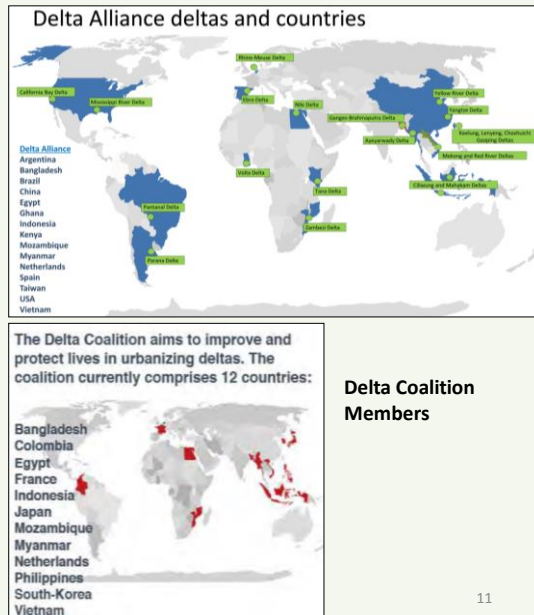 Delta Alliance deltas and countries
Rhine-Meuse Delta
California Bay Delta
Mississippi River Delta
Ebro Delta
Nile Delta
Yellow River Delta
Yangtze Delta
Ganges-Brahmaputra Delta
Ayeyarwady Delta
Mekong and Red River Deltas
Volta Delta
Tana Delta
Ciliwung and Mahakam Deltas
Pantanal Delta
Zambezi Delta
Parana Delta
Delta Alliance
Argentina
Bangladesh
Brazil
China
Egypt
Ghana
Indonesia
Kenya
Mozambique
Myanmar
Netherlands
Spain
Taiwan
USA
Vietnam
The Delta Coalition aims to improve and
protect lives in urbanizing deltas. The
coalition currently comprises 12 countries:
Bangladesh
Colombia
Egypt
France
Indonesia
Japan
Mozambique
Myanmar
Netherlands
Philippines
South-Korea
Vietnam
Delta Coalition
Members
11